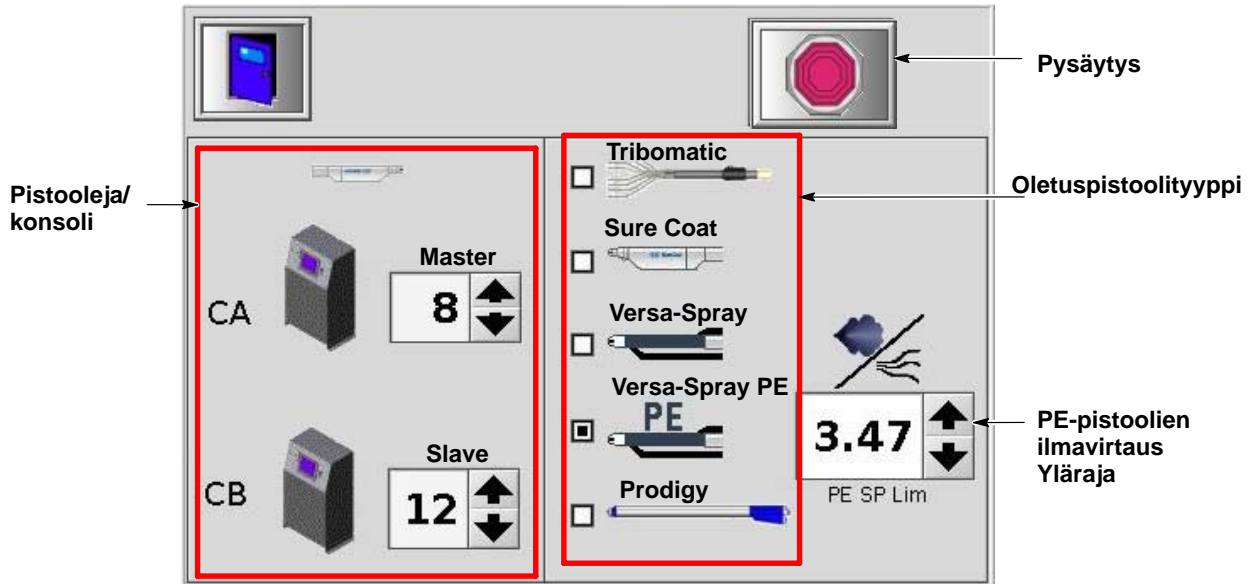 Pysäytys
Pistooleja/
konsoli
Tribomatic
Oletuspistoolityyppi
Sure Coat
Master
CA
8
Versa-Spray
Versa-Spray PE
PE
3.47
PE-pistoolien
ilmavirtaus
Yläraja
PE SP Lim
Slave
CB
12
Prodigy